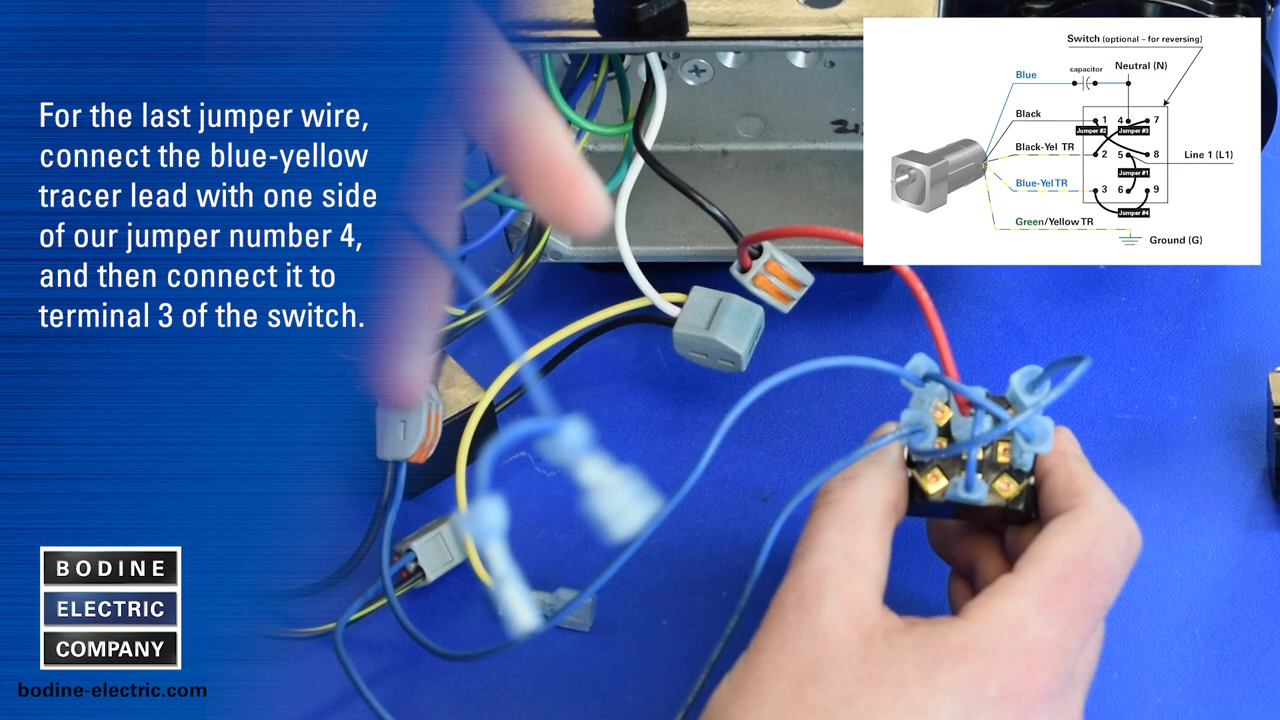 For the last jumper wire,
connect the blue-yellow
tracer lead with one side
of our jumper number 4,
and then connect it to
terminal 3 of the switch.
BODINE
ELECTRIC
COMPANY
bodine-electric.com
Switch (optional – for reversing)
Neutral (N)
capacitor
Blue
Black
1 4 7
Jumper #2 Jumper #3
Black-Yel TR
2 5 8
Line 1 (L1)
Jumper #1
Blue-Yel TR
3 6 9
Jumper #4
Green/Yellow TR
Ground (G)